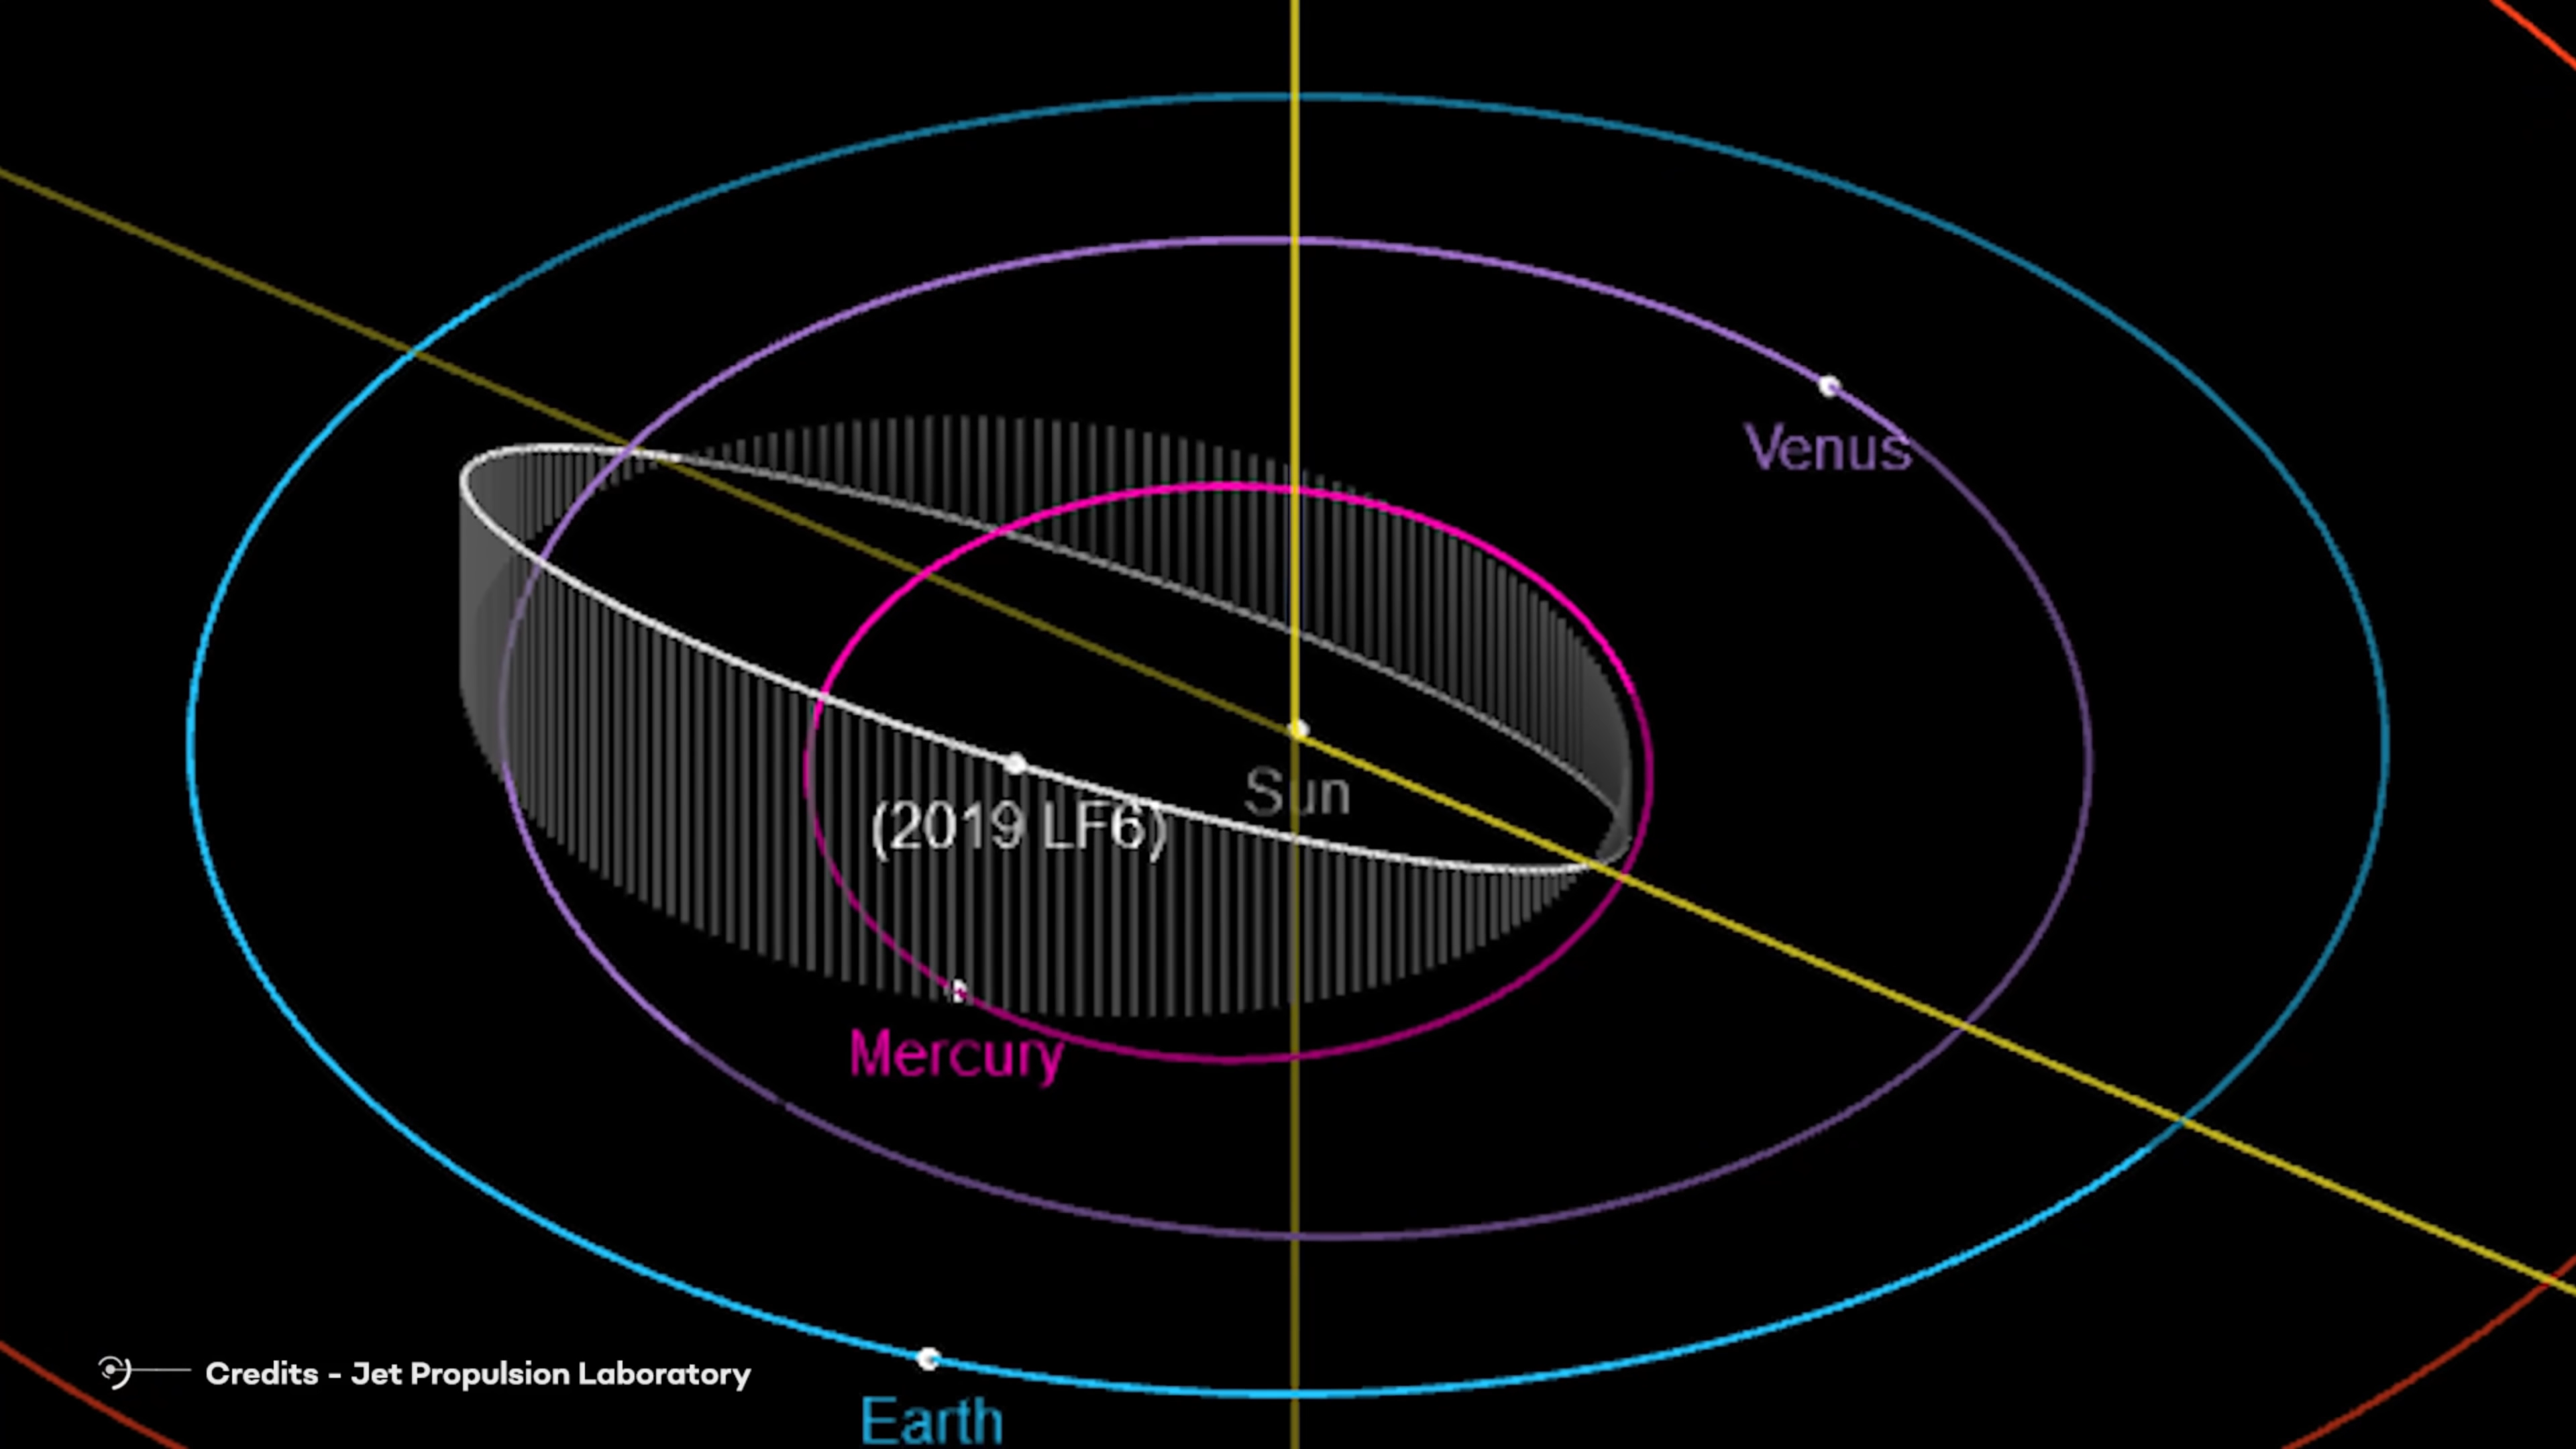 Venus
Sun
(2019 LF6)
Mercury
Credits - Jet Propulsion Laboratory
Earth